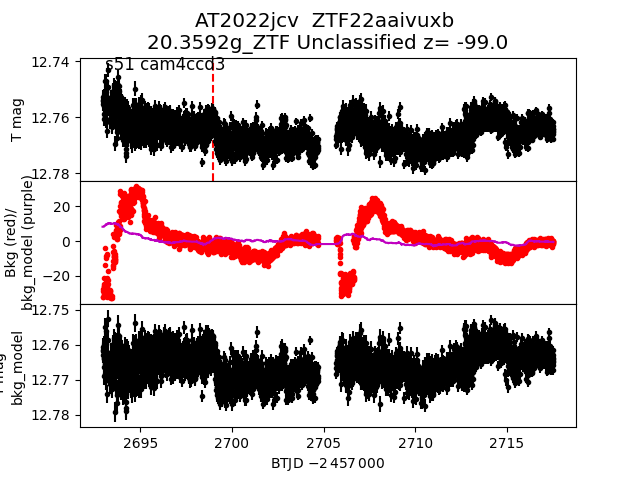 AT2022jcv ZTF22aaivuxb
20.3592g_ZTF Unclassified z= -99.0
s51 cam4ccd3
12.74
12.76
12.78
T mag
20
0
−20
Bkg (red)/
bkg_model (purple)
12.75
12.76
12.77
12.78
bkg_model
2695
2700
2705
2710
2715
BTJD −2 457 000